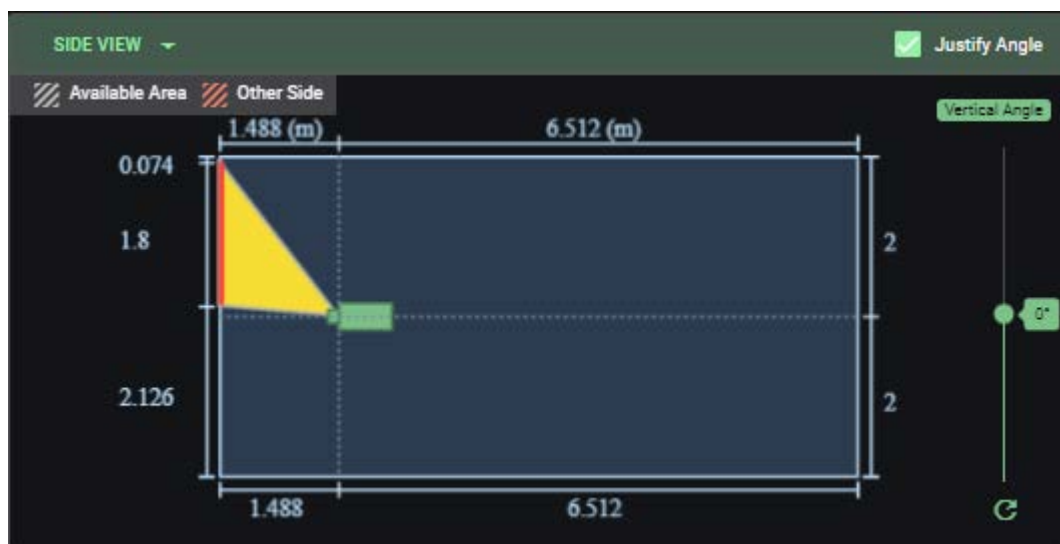 SIDE VIEW Justify Angle
Available Area Other Side
Vertical Angle
1.488 (m) 6.512 (m)
0.074
1.8 2
0°
2.126 2
1.488 6.512